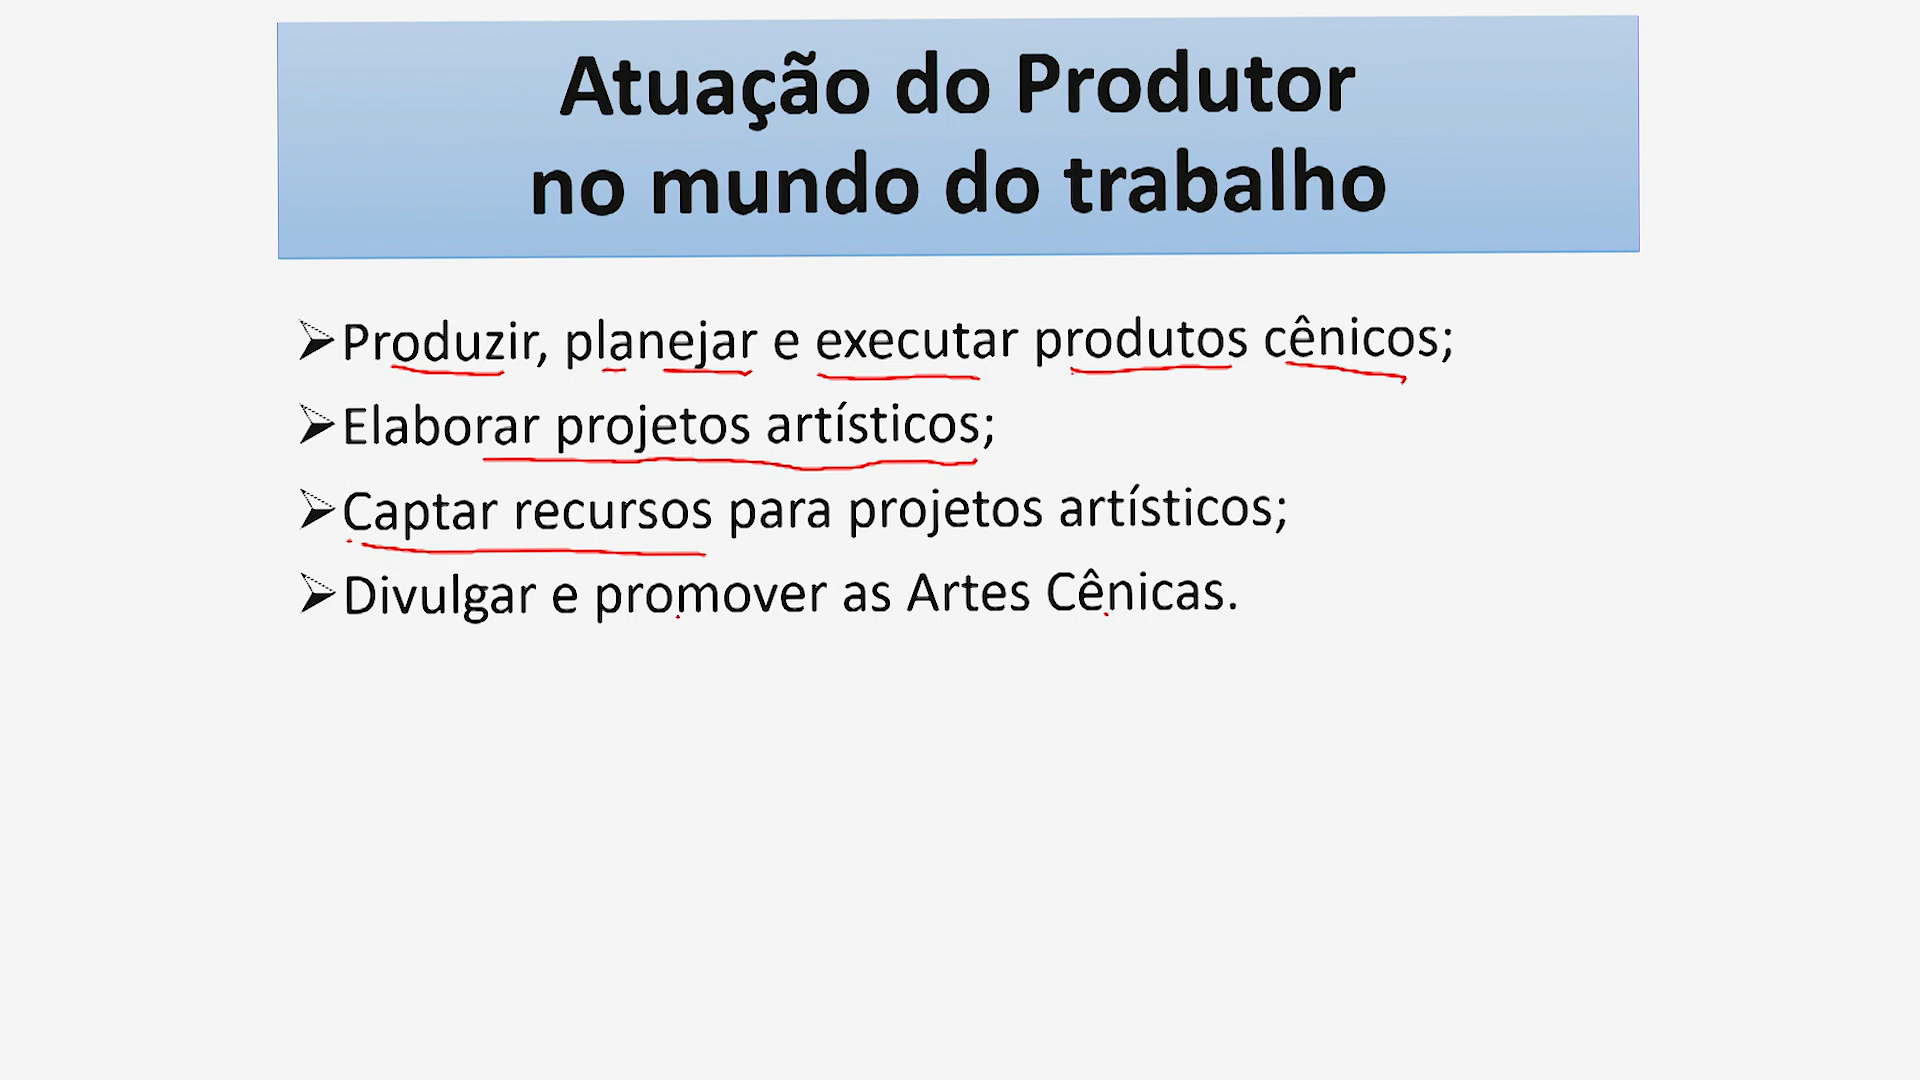 Atuação do Produtor
no mundo do trabalho
Produzir, planejar e executar produtos cênicos;
Elaborar projetos artísticos;
Captar recursos para projetos artísticos;
Divulgar e promover as Artes Cênicas.